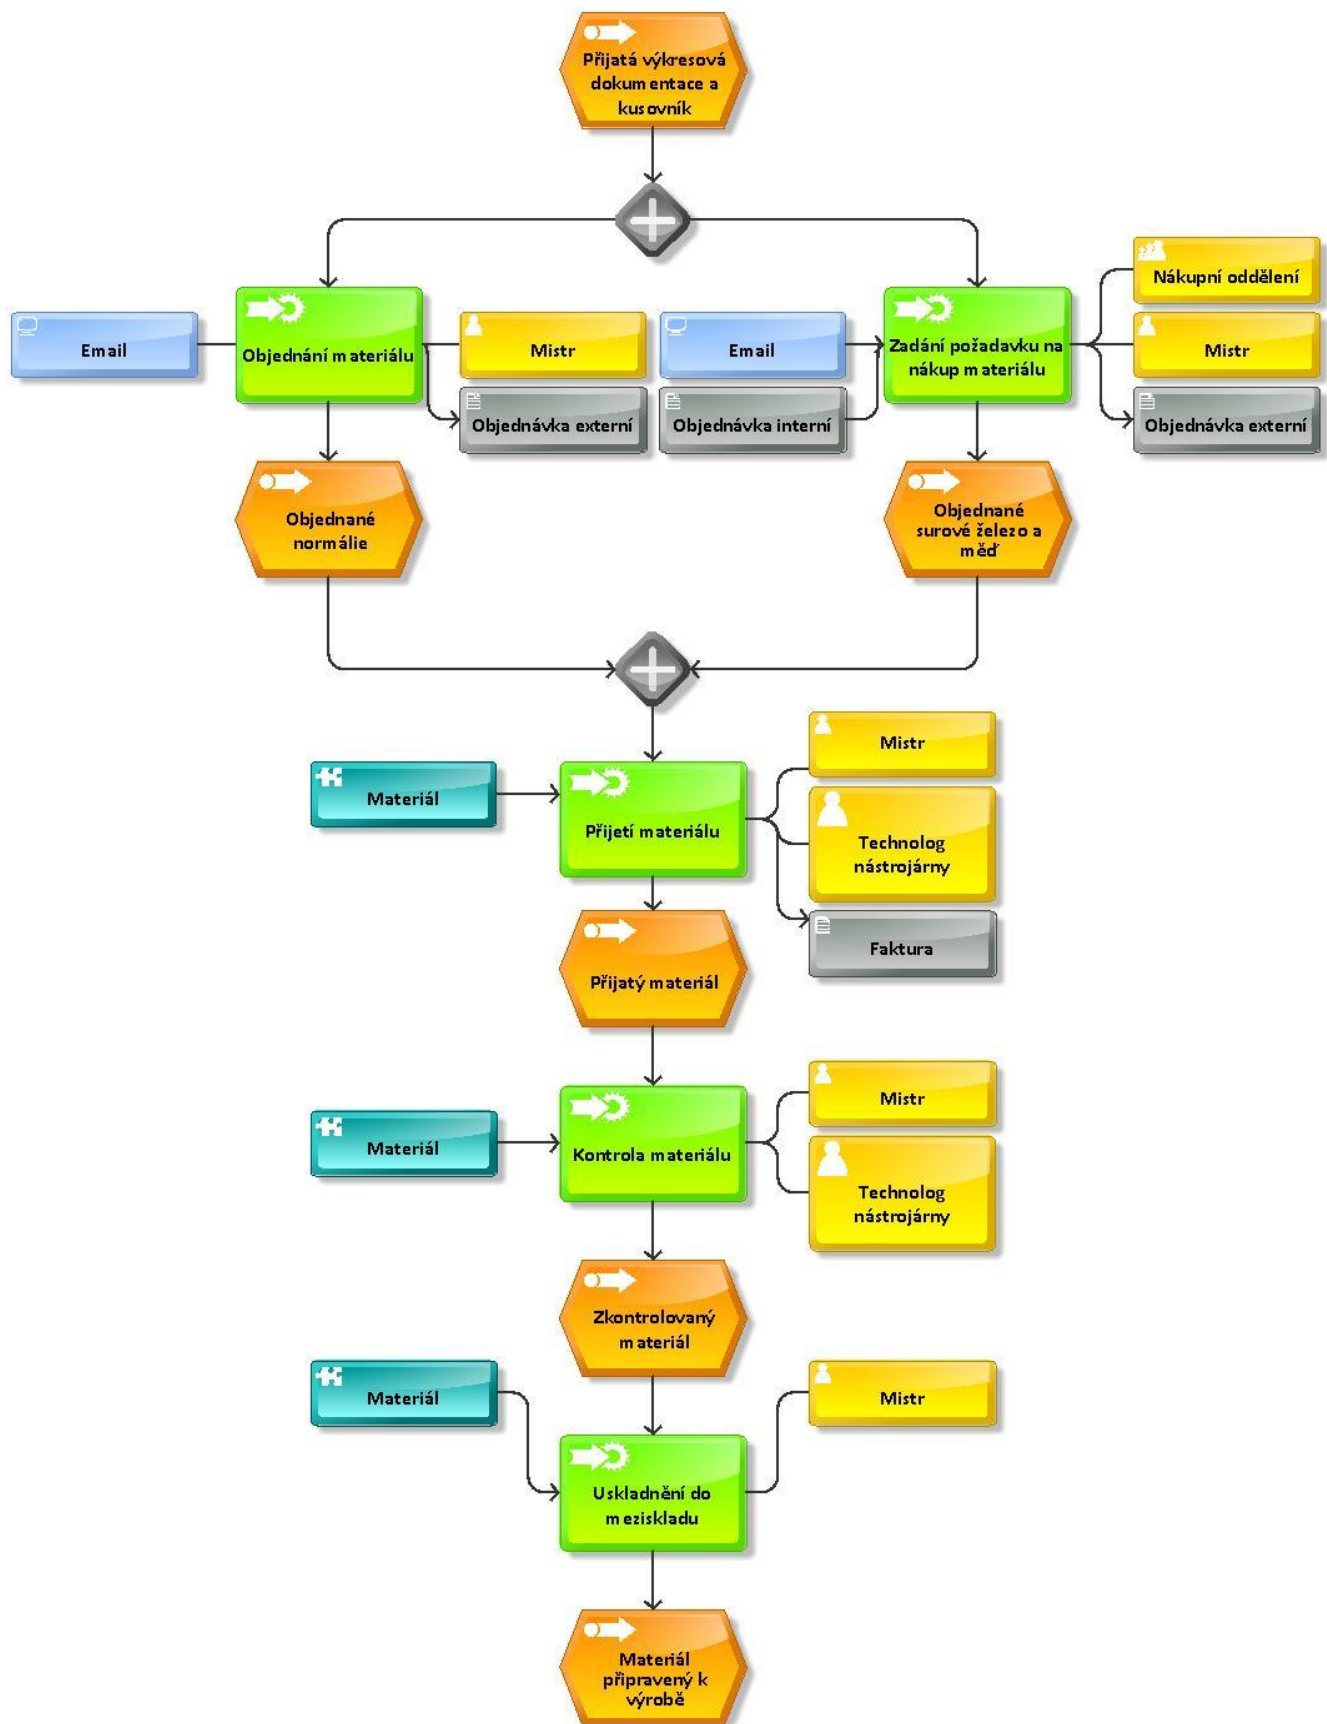 Přijatá výkresová
dokumentace a
kusovník
Nákupní oddělení
Email
Objednání materiálu
Mistr
Email
Zadání požadavku na
nákup materiálu
Mistr
Objednávka externí
Objednávka interní
Objednávka externí
Objednané
normálie
Objednané
surové železo a
měď
Mistr
Materiál
Přijetí materiálu
Technolog
nástrojárny
Faktura
Přijatý materiál
Mistr
Materiál
Kontrola materiálu
Technolog
nástrojárny
Zkontrolovaný
materiál
Materiál
Mistr
Uskladnění do
meziskladu
Materiál
připravený k
výrobě